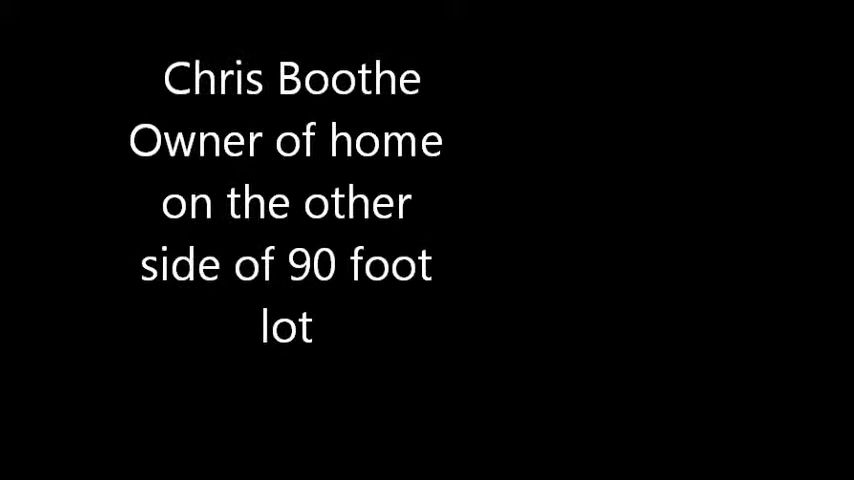 Chris Boothe
Owner of home
on the other
side of 90 foot
lot